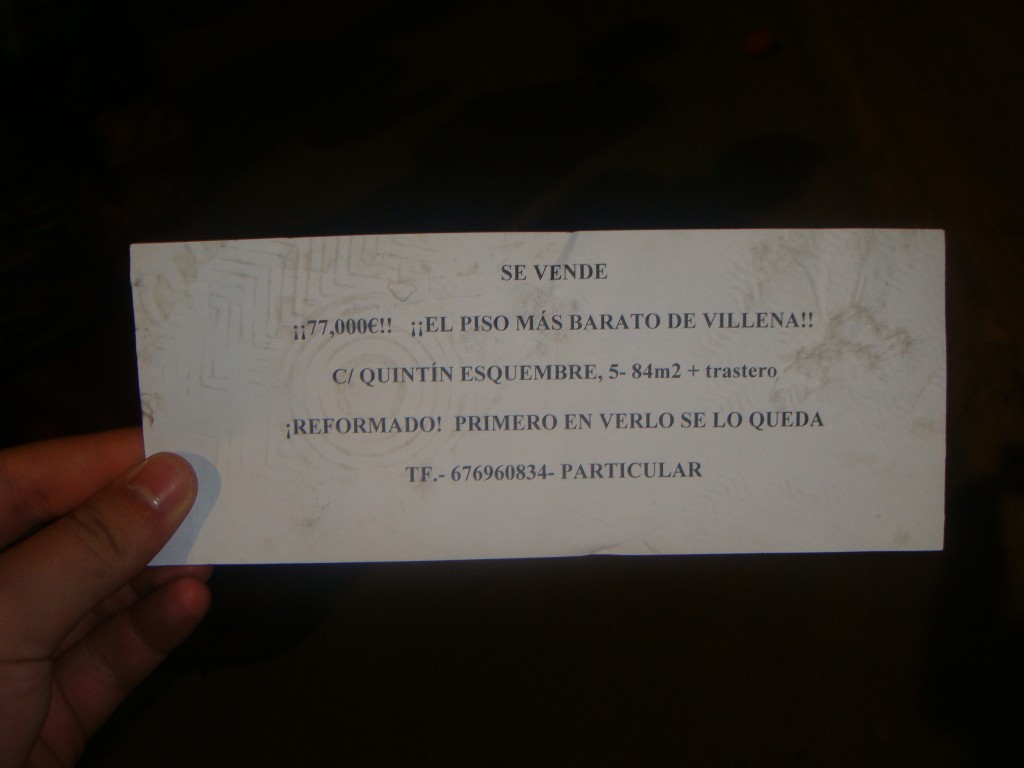 SE VENDE
¡¡77,000€!! ¡¡EL PISO MÁS BARATO DE VILLENA!!
C/ QUINTÍN ESQUEMBRE, 5- 84m2 + trastero
¡REFORMADO! PRIMERO EN VERLO SE LO QUEDA
TF.- 676960834- PARTICULAR